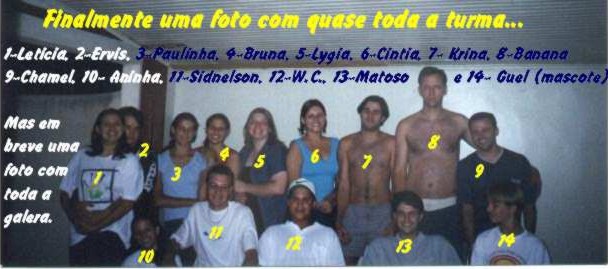 Finalmente uma foto com quase toda a turma...
1-Letícia, 2-Ervis, 3-Paulinha, 4-Bruna, 5-Lygia, 6-Cintia, 7- Krina, 8-Banana
9-Chamel, 10- Aninha, 11-Sidnelson, 12-W.C., 13-Matoso e 14- Guel (mascote)
Mas em
breve uma
foto com
toda a
galera.
1
2
3
4
5
6
7
8
9
10
11
12
13
14